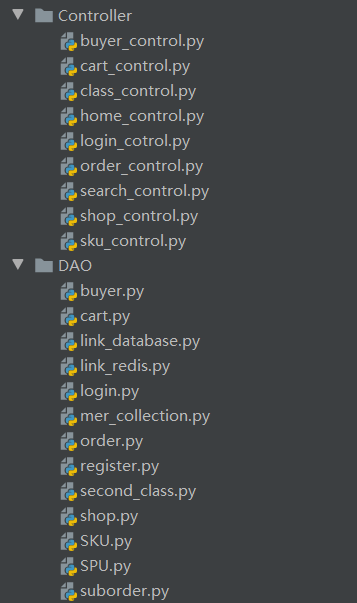 Controller
buyer_control.py
cart_control.py
class_control.py
home_control.py
login_cotrol.py
order_control.py
search_control.py
shop_control.py
sku_control.py
DAO
buyer.py
cart.py
link_database.py
link_redis.py
login.py
mer_collection.py
order.py
register.py
second_class.py
shop.py
SKU.py
SPU.py
suborder.py